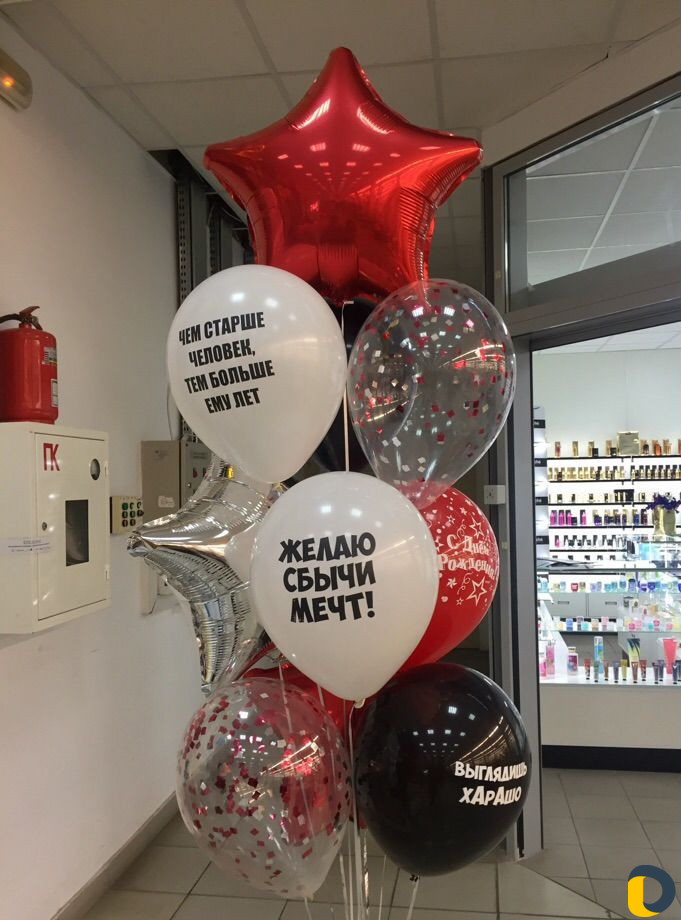 ЧЕМ СТАРШЕ
ЧЕЛОВЕК,
ТЕМ БОЛЬШЕ
ЕМУ ЛЕТ
ПК
ЖЕЛАЮ
СБЫЧИ
МЕЧТ!
С Днём
Рождения!
ВЫГЛЯДИШЬ
хАрАшо